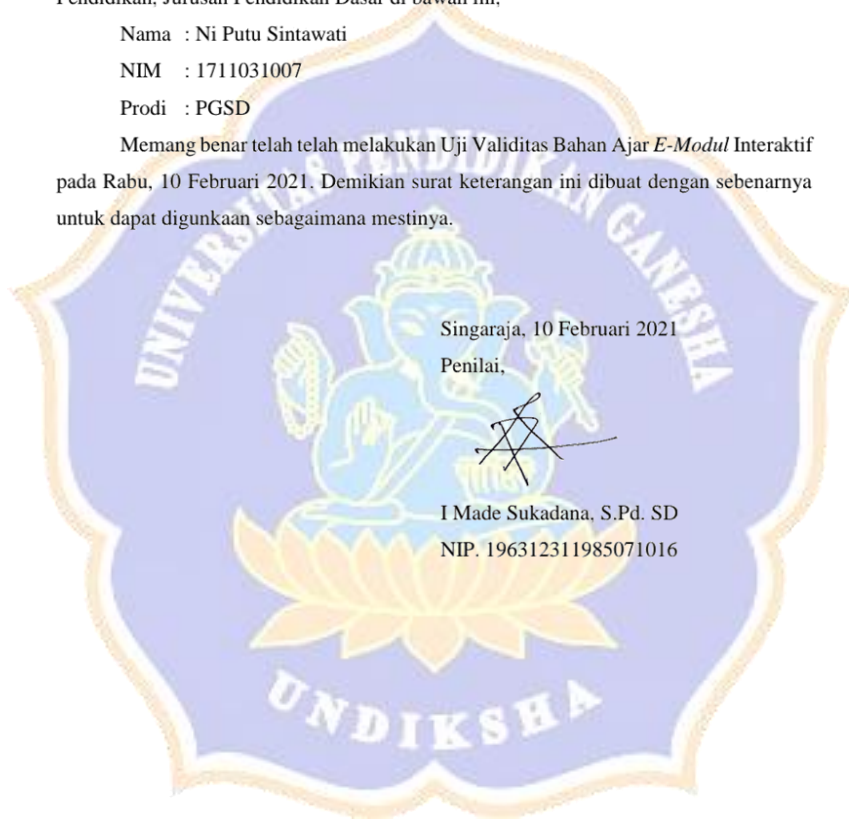 Pendidikan, Jurusan Pendidikan Dasar di bawah ini,
Nama : Ni Putu Sintawati
NIM : 1711031007
Prodi : PGSD
Memang benar telah telah melakukan Uji Validitas Bahan Ajar E-Modul Interaktif
pada Rabu, 10 Februari 2021. Demikian surat keterangan ini dibuat dengan sebenarnya
untuk dapat digunkaan sebagaimana mestinya.
UNIVERSITAS PENDIDIKAN GANESHA
Singaraja, 10 Februari 2021
Penilai,
I Made Sukadana, S.Pd. SD
NIP. 196312311985071016
UNDIKSHA